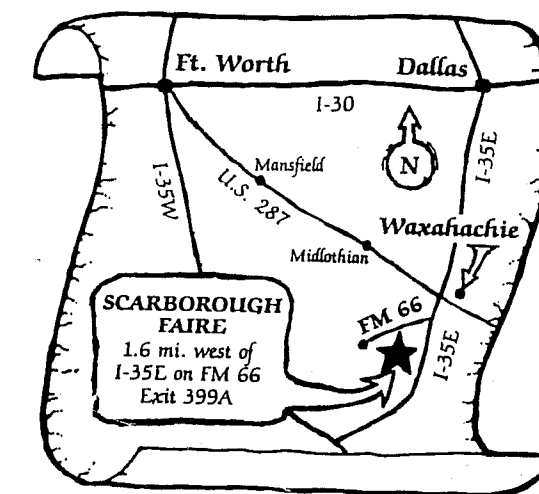 Ft. Worth
Dallas
I-30
N
I-35E
I-35W
Mansfield
U.S. 287
Waxahachie
Midlothian
SCARBOROUGH
FAIRE
1.6 mi. west of
I-35E on FM 66
Exit 399A
FM 66
I-35E